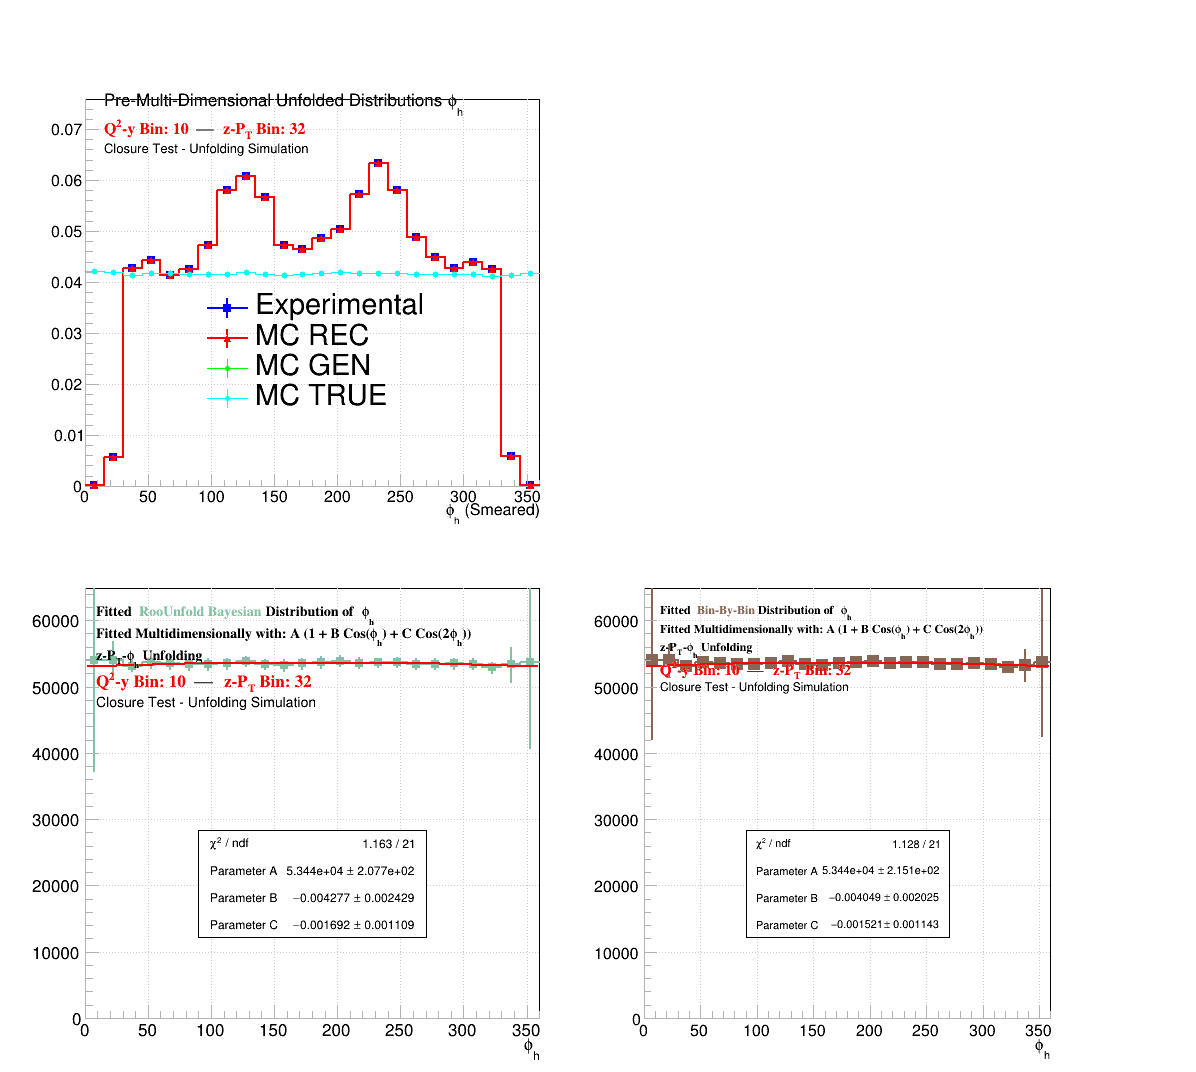 Pre-Multi-Dimensional Unfolded Distributions ϕh
Q2-y Bin: 10 — z-PT Bin: 32
Closure Test - Unfolding Simulation
0.07
0.06
0.05
0.04
0.03
0.02
0.01
0
Experimental
MC REC
MC GEN
MC TRUE
0 50 100 150 200 250 300 350
ϕh (Smeared)
Fitted RooUnfold Bayesian Distribution of ϕh
Fitted Multidimensionally with: A (1 + B Cos(ϕh) + C Cos(2ϕh))
z-PT-ϕh Unfolding
Q2-y Bin: 10 — z-PT Bin: 32
Closure Test - Unfolding Simulation
60000
50000
40000
30000
20000
10000
0
χ2 / ndf 1.163 / 21
Parameter A 5.344e+04 ± 2.077e+02
Parameter B −0.004277 ± 0.002429
Parameter C −0.001692 ± 0.001109
0 50 100 150 200 250 300 350
ϕh
Fitted Bin-By-Bin Distribution of ϕh
Fitted Multidimensionally with: A (1 + B Cos(ϕh) + C Cos(2ϕh))
z-PT-ϕh Unfolding
Q2-y Bin: 10 — z-PT Bin: 32
Closure Test - Unfolding Simulation
60000
50000
40000
30000
20000
10000
0
χ2 / ndf 1.128 / 21
Parameter A 5.344e+04 ± 2.151e+02
Parameter B −0.004049 ± 0.002025
Parameter C −0.001521 ± 0.001143
0 50 100 150 200 250 300 350
ϕh